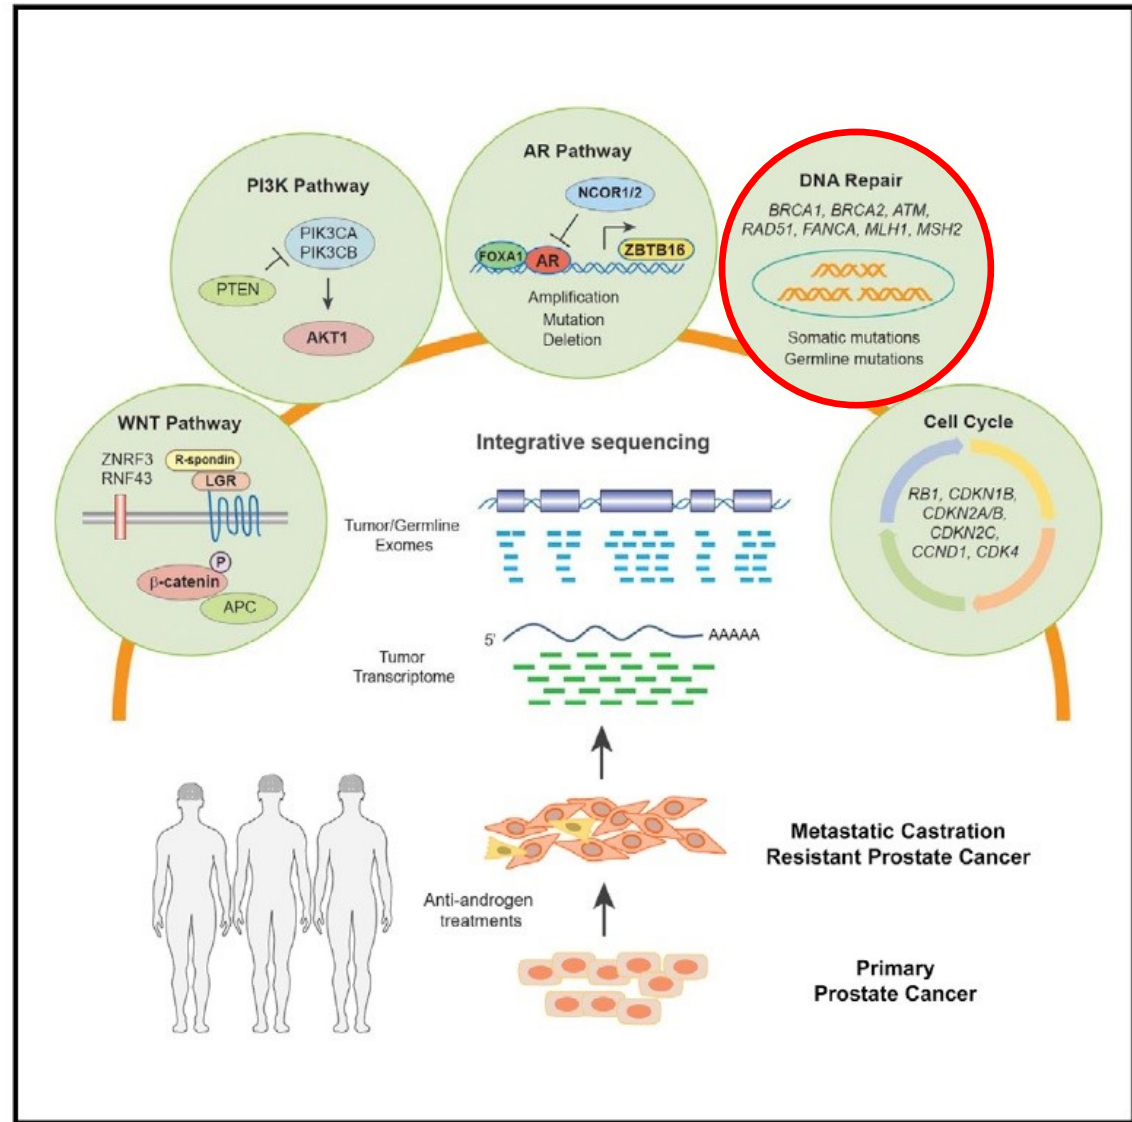 AR Pathway
NCOR1/2
FOXA1
AR
ZBTB16
Amplification
Mutation
Deletion
PI3K Pathway
PIK3CA
PIK3CB
PTEN
AKT1
DNA Repair
BRCA1, BRCA2, ATM,
RAD51, FANCA, MLH1, MSH2
Somatic mutations
Germline mutations
WNT Pathway
ZNRF3
RNF43
R-spondin
LGR
P
β-catenin
APC
Cell Cycle
RB1, CDKN1B,
CDKN2A/B,
CDKN2C,
CCND1, CDK4
Integrative sequencing
Tumor/Germline
Exomes
5'
AAAAA
Tumor
Transcriptome
Metastatic Castration
Resistant Prostate Cancer
Anti-androgen
treatments
Primary
Prostate Cancer